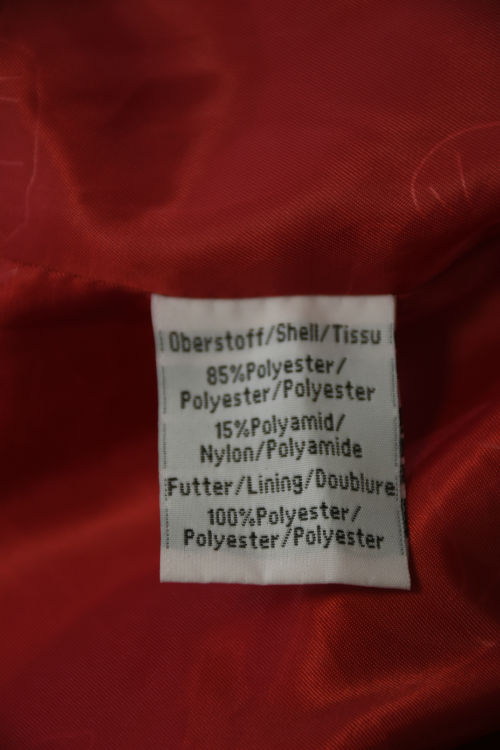 Oberstoff/Shell/Tissu
85%Polyester/
Polyester/Polyester
15%Polyamid/
Nylon/Polyamide
Futter/Lining/Doublure
100%Polyester/
Polyester/Polyester